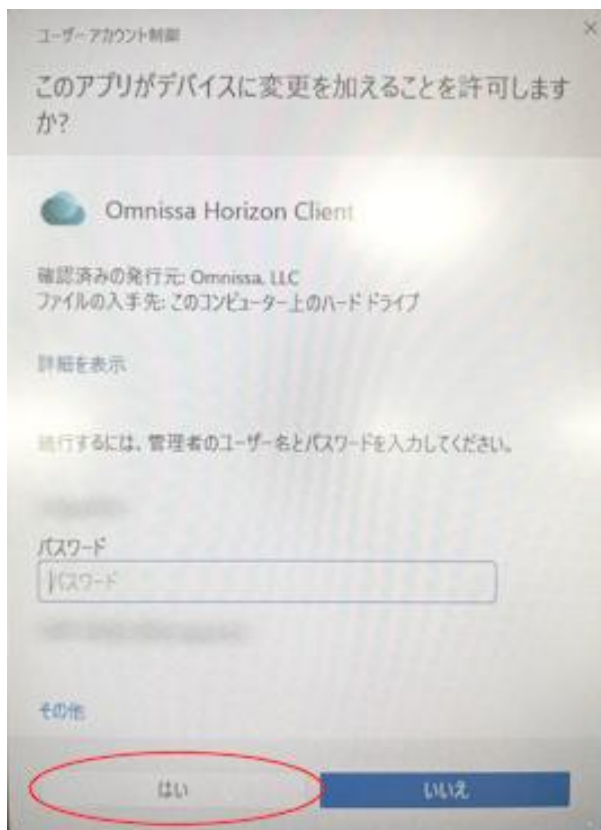 ユーザー アカウント制御
×
このアプリがデバイスに変更を加えることを許可します
か?
Omnissa Horizon Client
確認済みの発行元: Omnissa, LLC
ファイルの入手先: このコンピューター上のハード ドライブ
詳細を表示
続行するには、管理者のユーザー名とパスワードを入力してください。
パスワード
パスワード
その他
はい
いいえ